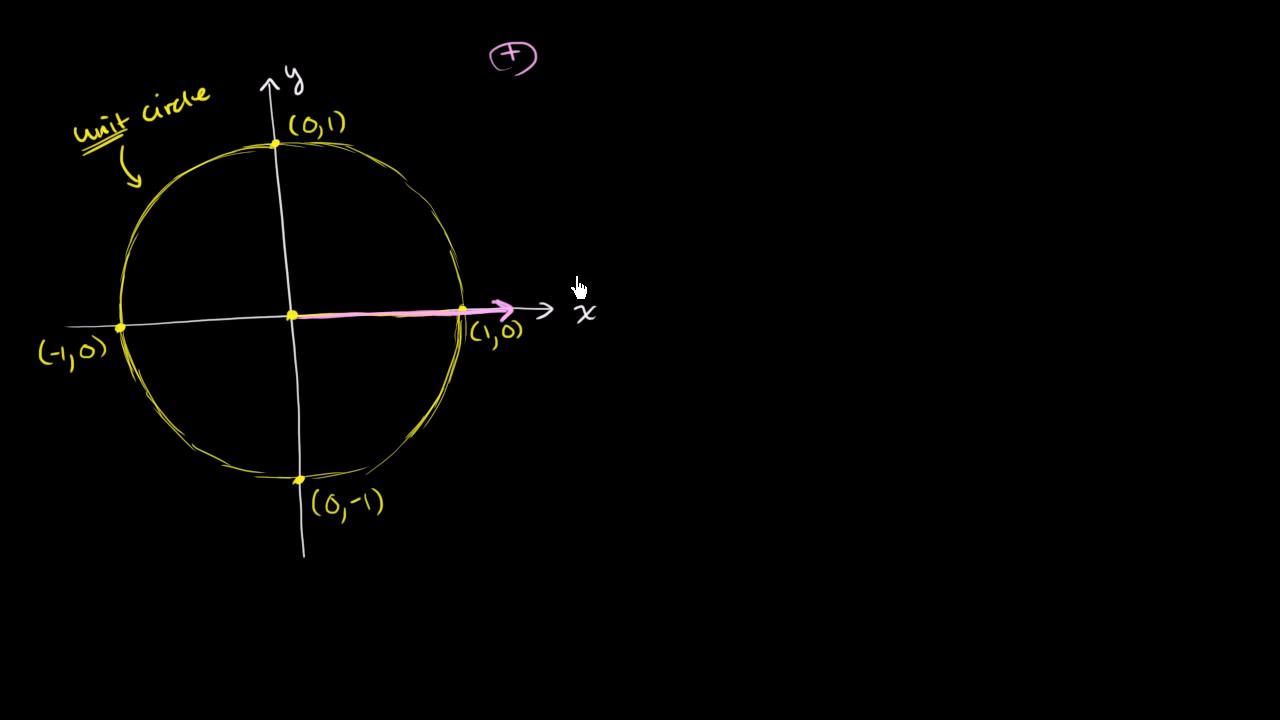 +
y
unit circle
(0,1)
x
(1,0)
(-1,0)
(0,-1)